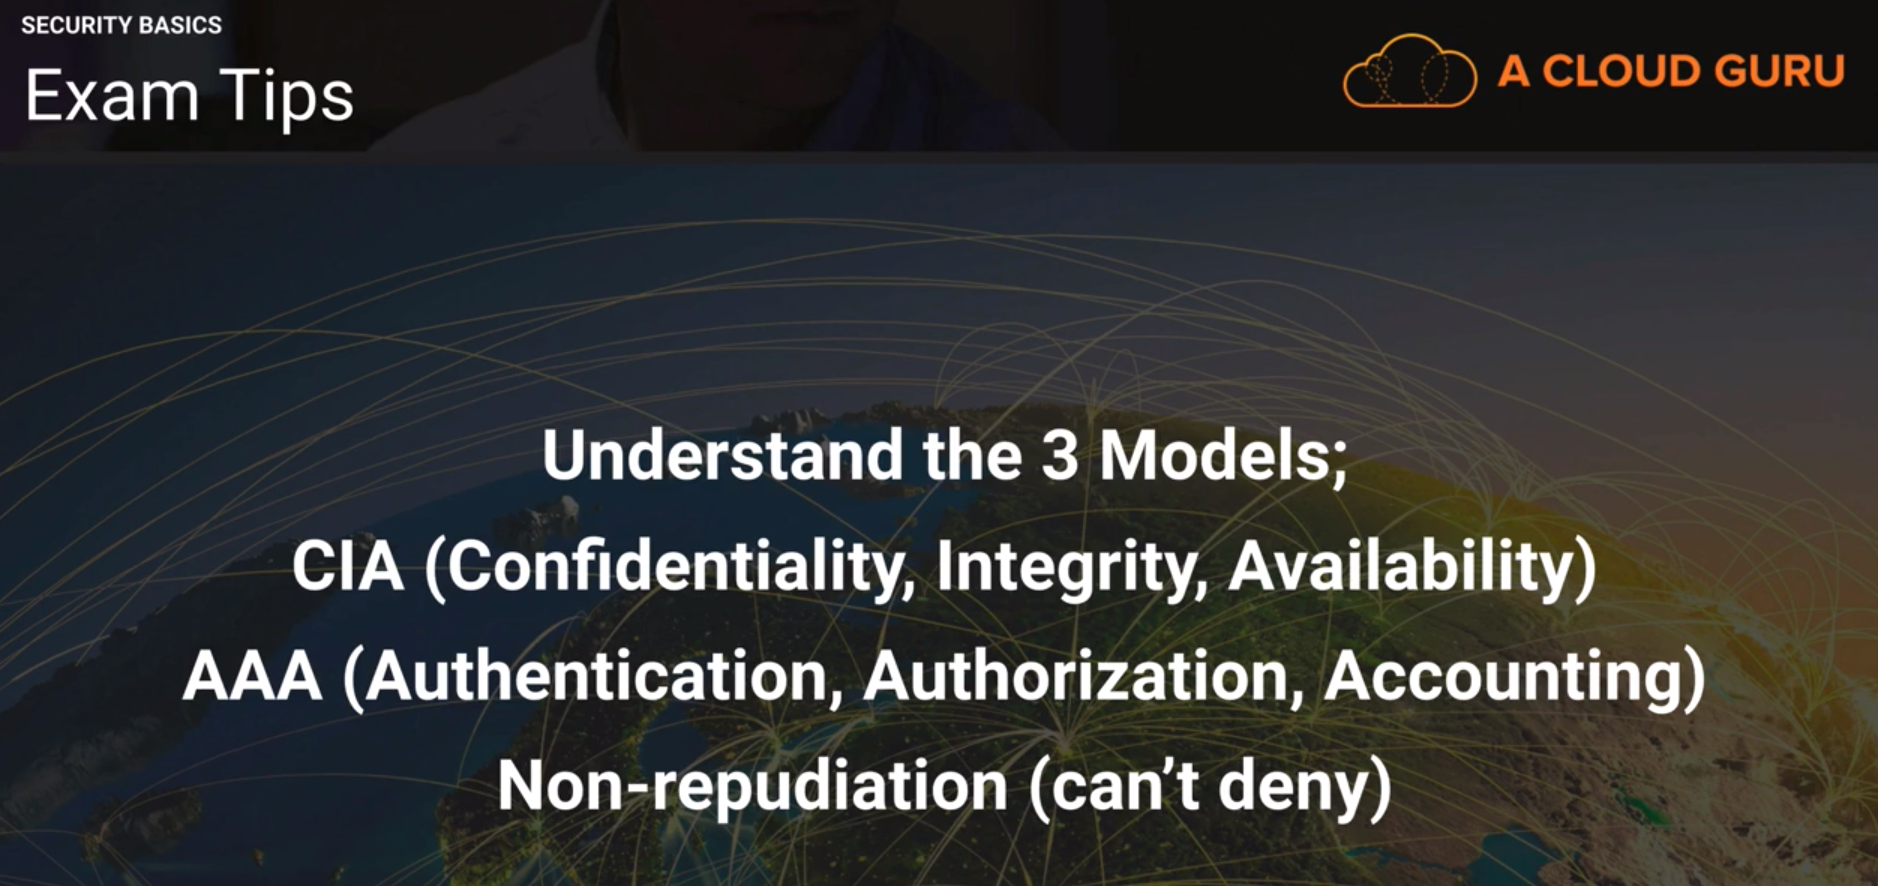 SECURITY BASICS
Exam Tips
A CLOUD GURU
Understand the 3 Models;
CIA (Confidentiality, Integrity, Availability)
AAA (Authentication, Authorization, Accounting)
Non-repudiation (can’t deny)